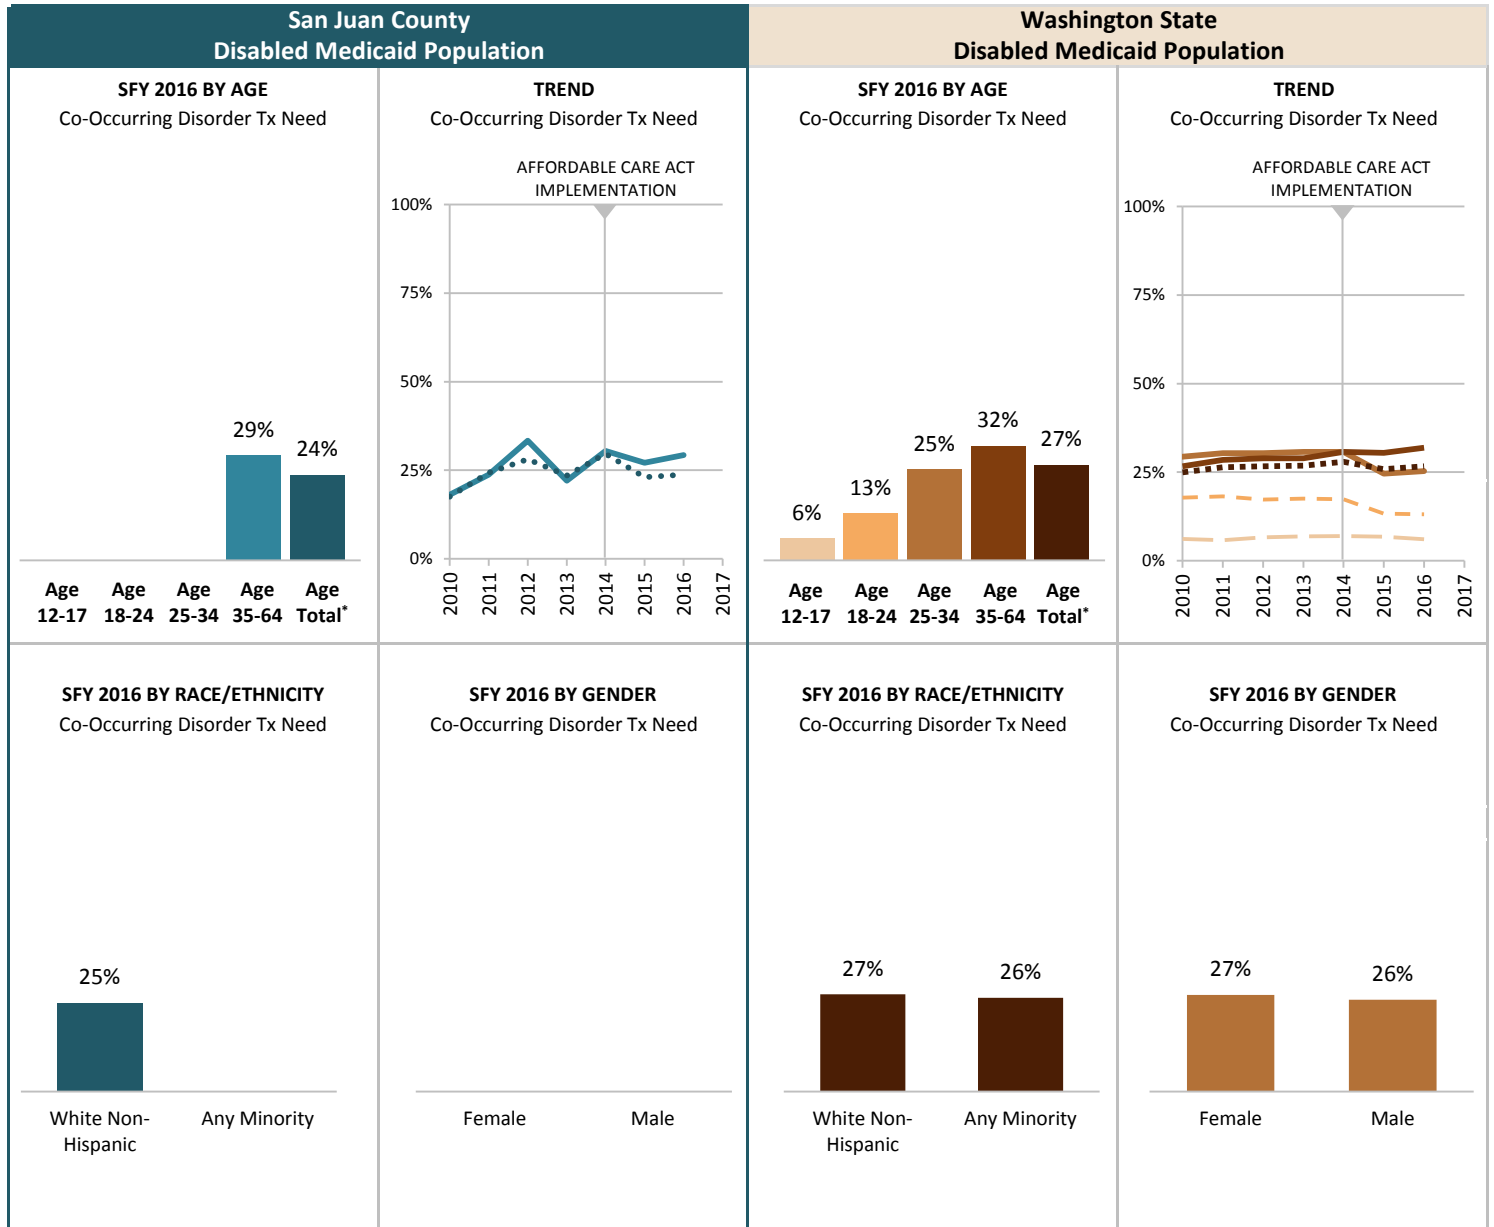 San Juan County
Disabled Medicaid Population
Washington State
Disabled Medicaid Population
SFY 2016 BY AGE
Co-Occurring Disorder Tx Need
29%
24%
Age 12-17
Age 18-24
Age 25-34
Age 35-64
Age Total*
TREND
Co-Occurring Disorder Tx Need
AFFORDABLE CARE ACT
IMPLEMENTATION
100%
75%
50%
25%
0%
2010
2011
2012
2013
2014
2015
2016
2017
SFY 2016 BY AGE
Co-Occurring Disorder Tx Need
6%
13%
25%
32%
27%
Age 12-17
Age 18-24
Age 25-34
Age 35-64
Age Total*
TREND
Co-Occurring Disorder Tx Need
AFFORDABLE CARE ACT
IMPLEMENTATION
100%
75%
50%
25%
0%
2010
2011
2012
2013
2014
2015
2016
2017
SFY 2016 BY RACE/ETHNICITY
Co-Occurring Disorder Tx Need
25%
White Non-
Hispanic
Any Minority
SFY 2016 BY GENDER
Co-Occurring Disorder Tx Need
Female
Male
SFY 2016 BY RACE/ETHNICITY
Co-Occurring Disorder Tx Need
27%
26%
White Non-
Hispanic
Any Minority
SFY 2016 BY GENDER
Co-Occurring Disorder Tx Need
27%
26%
Female
Male